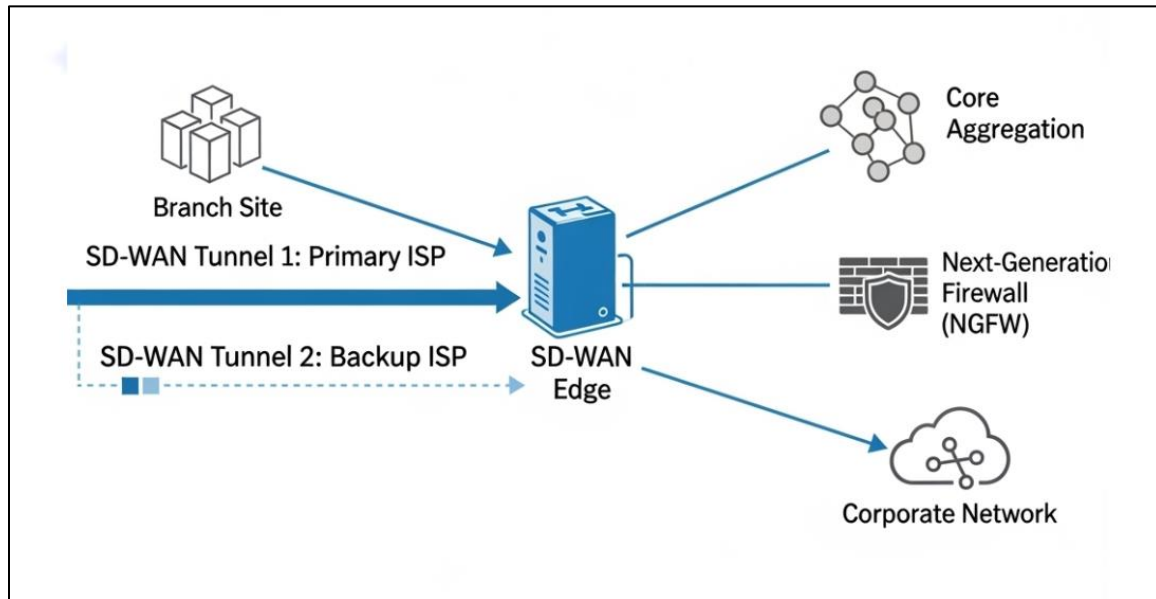 Branch Site
SD-WAN Tunnel 1: Primary ISP
SD-WAN Tunnel 2: Backup ISP
SD-WAN
Edge
Core
Aggregation
Next-Generation
Firewall
(NGFW)
Corporate Network